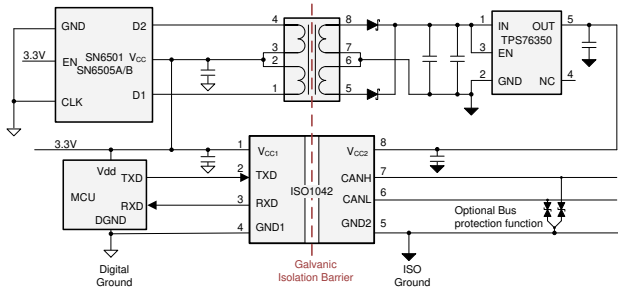 GND
D2
4
8
1
IN
OUT
5
TPS76350
3.3V
EN
SN6501
SN6505A/B
VCC
3
2
7
6
3
EN
CLK
D1
1
5
2
GND
NC
4
3.3V
1
VCC1
VCC2
8
Vdd
TXD
2
TXD
ISO1042
CANH
7
MCU
RXD
3
RXD
CANL
6
DGND
4
GND1
GND2
5
Optional Bus
protection function
Digital
Ground
Galvanic
Isolation Barrier
ISO
Ground